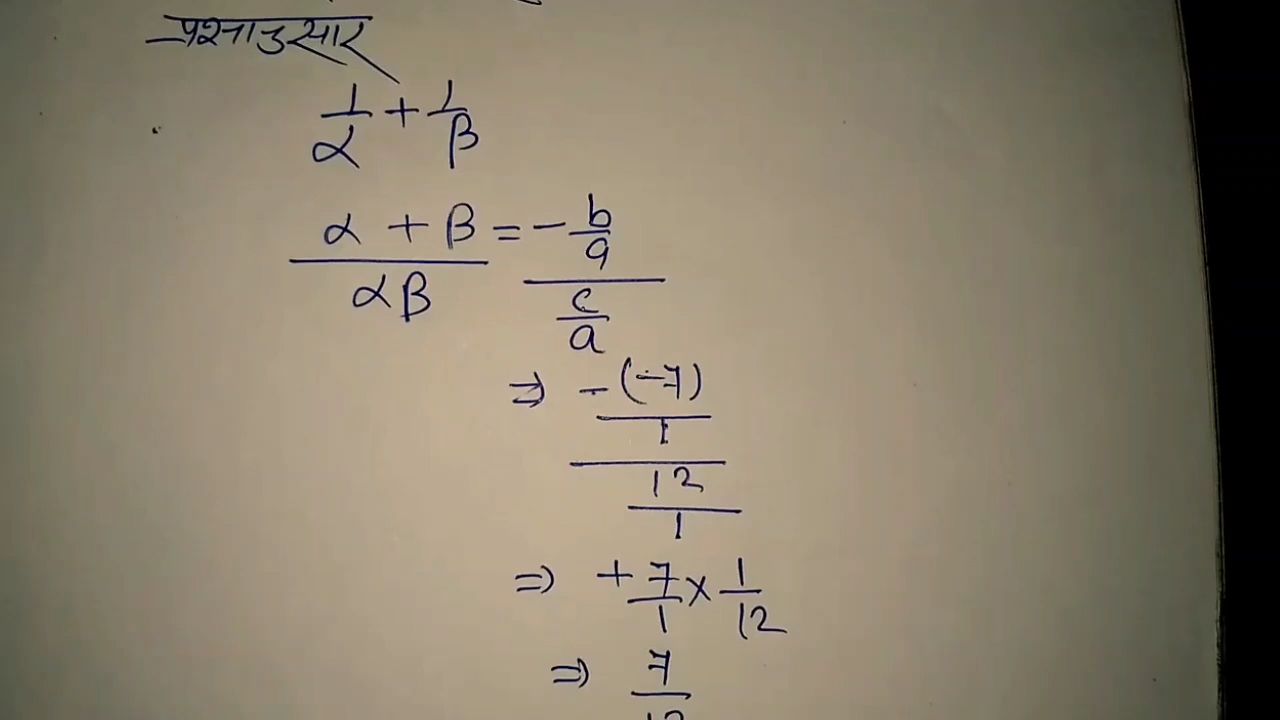 प्रश्नानुसार
1/α + 1/β
(α + β)/(αβ) = (-b/a)/(c/a)
⇒ (-(-7)/1)/(12/1)
⇒ +7/1 × 1/12
⇒ 7/12